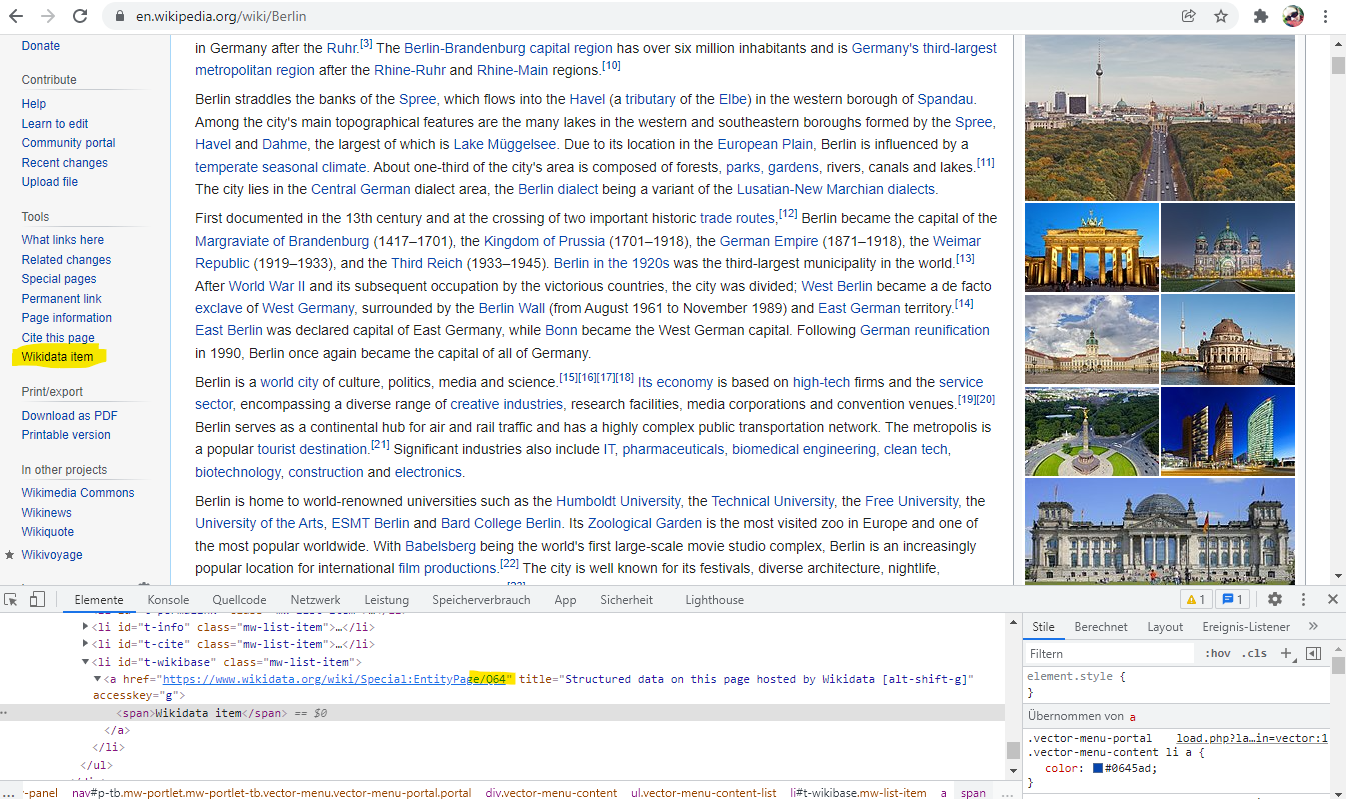 en.wikipedia.org/wiki/Berlin
Donate
Contribute
Help
Learn to edit
Community portal
Recent changes
Upload file
Tools
What links here
Related changes
Special pages
Permanent link
Page information
Cite this page
Wikidata item
Print/export
Download as PDF
Printable version
In other projects
Wikimedia Commons
Wikinews
Wikiquote
Wikivoyage
in Germany after the Ruhr.[3] The Berlin-Brandenburg capital region has over six million inhabitants and is Germany's third-largest
metropolitan region after the Rhine-Ruhr and Rhine-Main regions.[10]
Berlin straddles the banks of the Spree, which flows into the Havel (a tributary of the Elbe) in the western borough of Spandau.
Among the city's main topographical features are the many lakes in the western and southeastern boroughs formed by the Spree,
Havel and Dahme, the largest of which is Lake Müggelsee. Due to its location in the European Plain, Berlin is influenced by a
temperate seasonal climate. About one-third of the city's area is composed of forests, parks, gardens, rivers, canals and lakes.[11]
The city lies in the Central German dialect area, the Berlin dialect being a variant of the Lusatian-New Marchian dialects.
First documented in the 13th century and at the crossing of two important historic trade routes,[12] Berlin became the capital of the
Margraviate of Brandenburg (1417–1701), the Kingdom of Prussia (1701–1918), the German Empire (1871–1918), the Weimar
Republic (1919–1933), and the Third Reich (1933–1945). Berlin in the 1920s was the third-largest municipality in the world.[13]
After World War II and its subsequent occupation by the victorious countries, the city was divided; West Berlin became a de facto
exclave of West Germany, surrounded by the Berlin Wall (from August 1961 to November 1989) and East German territory.[14]
East Berlin was declared capital of East Germany, while Bonn became the West German capital. Following German reunification
in 1990, Berlin once again became the capital of all of Germany.
Berlin is a world city of culture, politics, media and science.[15][16][17][18] Its economy is based on high-tech firms and the service
sector, encompassing a diverse range of creative industries, research facilities, media corporations and convention venues.[19][20]
Berlin serves as a continental hub for air and rail traffic and has a highly complex public transportation network. The metropolis is
a popular tourist destination.[21] Significant industries also include IT, pharmaceuticals, biomedical engineering, clean tech,
biotechnology, construction and electronics.
Berlin is home to world-renowned universities such as the Humboldt University, the Technical University, the Free University, the
University of the Arts, ESMT Berlin and Bard College Berlin. Its Zoological Garden is the most visited zoo in Europe and one of
the most popular worldwide. With Babelsberg being the world's first large-scale movie studio complex, Berlin is an increasingly
popular location for international film productions.[22] The city is well known for its festivals, diverse architecture, nightlife,
Elemente Konsole Quellcode Netzwerk Leistung Speicherverbrauch App Sicherheit Lighthouse 1 1
<li id="t-info" class="mw-list-item">…</li>
<li id="t-cite" class="mw-list-item">…</li>
<li id="t-wikibase" class="mw-list-item">
<a href="https://www.wikidata.org/wiki/Special:EntityPage/Q64" title="Structured data on this page hosted by Wikidata [alt-shift-g]"
accesskey="g">
<span>Wikidata item</span> == $0
</a>
</li>
</ul>
… r-panel nav#p-tb.mw-portlet.mw-portlet-tb.vector-menu.vector-menu-portal.portal div.vector-menu-content ul.vector-menu-content-list li#t-wikibase.mw-list-item a span …
Stile Berechnet Layout Ereignis-Listener »
Filtern :hov .cls +
element.style {
}
Übernommen von a
.vector-menu-portal load.php?la…in=vector:1
.vector-menu-content li a {
color: #0645ad;
}